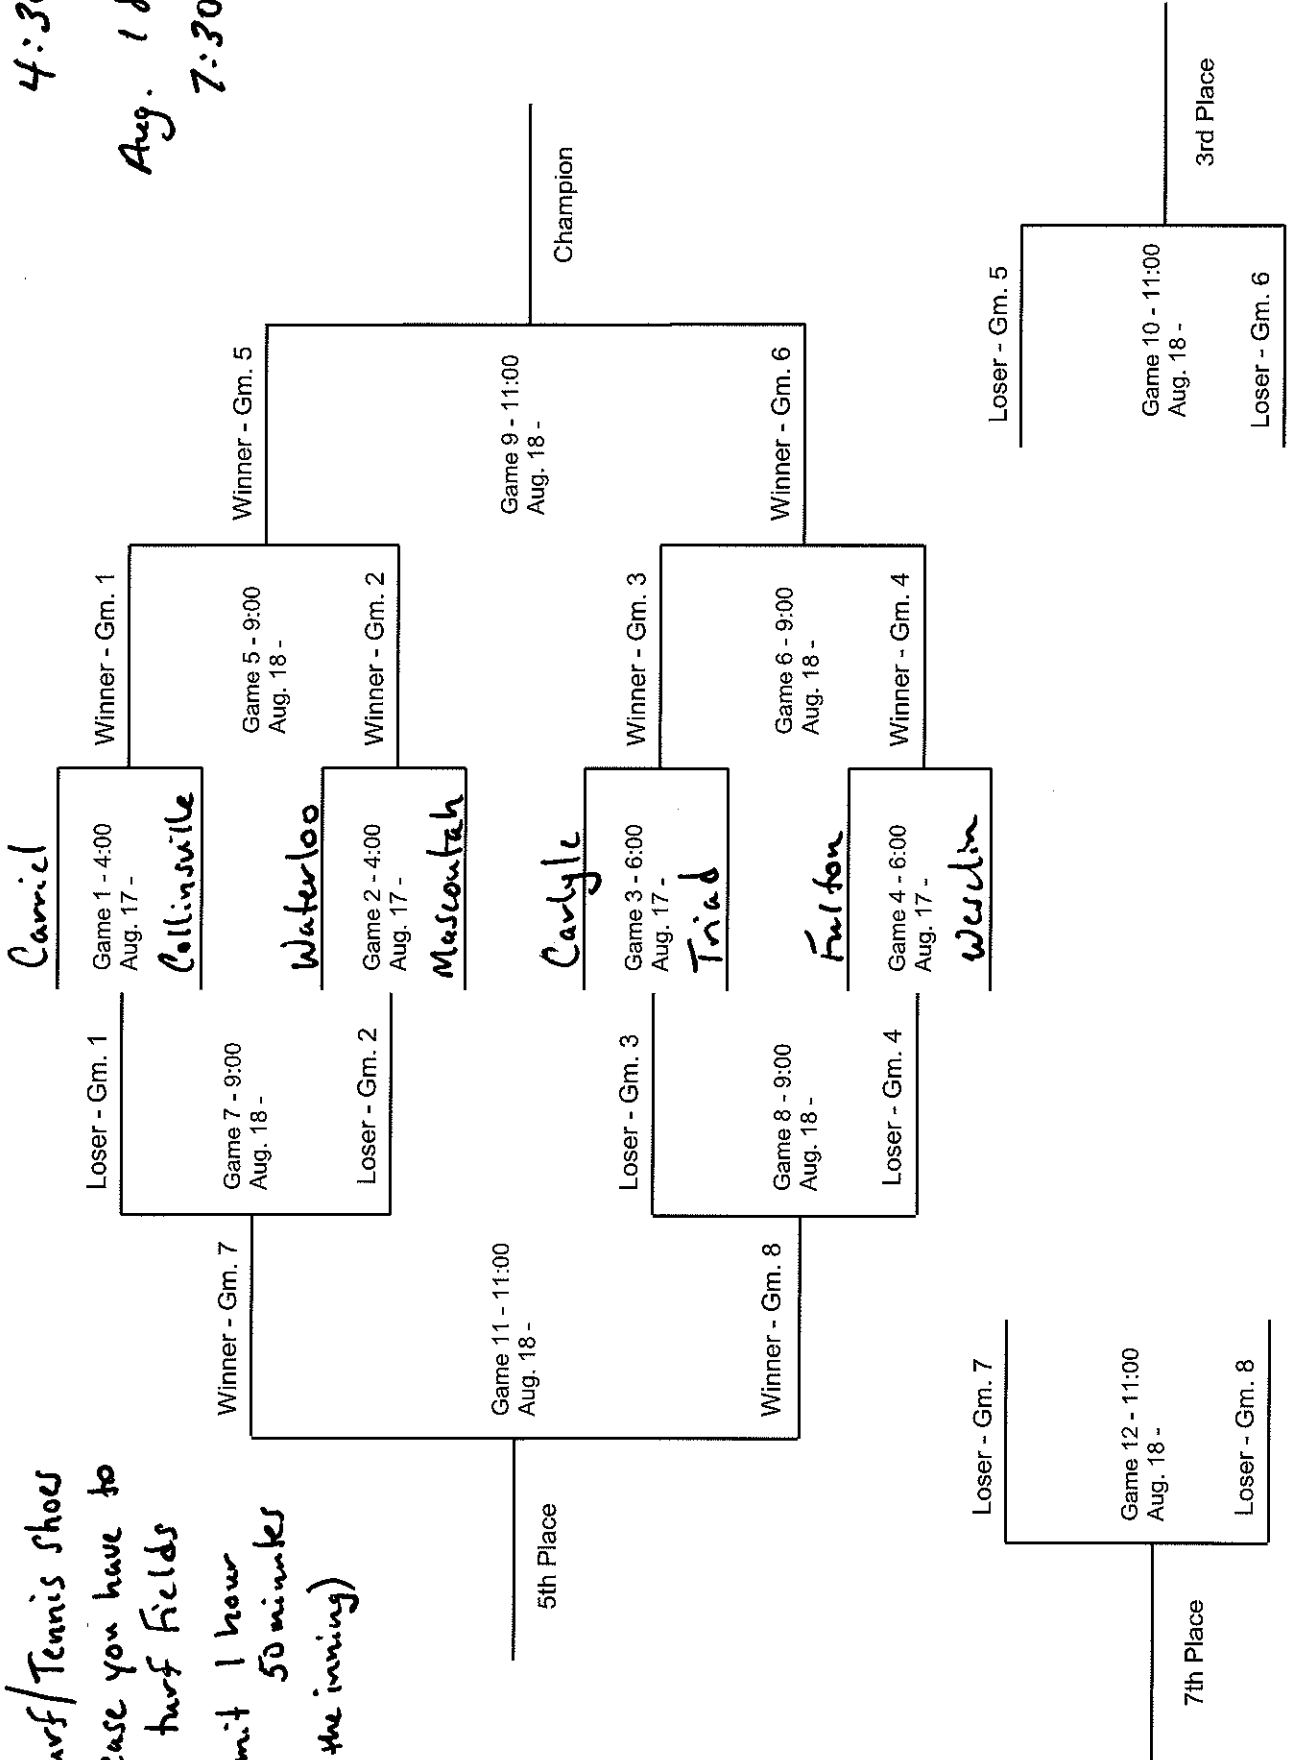 urf/Tennis shoes
ease you have to
turf Fields
mit 1 hour
50 minutes
the inning)
4:30
Aug. 18
7:30
Carriel
Game 1 - 4:00
Aug. 17 -
Collinsville
Waterloo
Game 2 - 4:00
Aug. 17 -
Mascoutah
Carlyle
Game 3 - 6:00
Aug. 17 -
Triad
Fulton
Game 4 - 6:00
Aug. 17 -
Wesclin
Winner - Gm. 1
Game 5 - 9:00
Aug. 18 -
Winner - Gm. 2
Winner - Gm. 3
Game 6 - 9:00
Aug. 18 -
Winner - Gm. 4
Winner - Gm. 5
Game 9 - 11:00
Aug. 18 -
Winner - Gm. 6
Champion
Loser - Gm. 1
Game 7 - 9:00
Aug. 18 -
Loser - Gm. 2
Loser - Gm. 3
Game 8 - 9:00
Aug. 18 -
Loser - Gm. 4
Winner - Gm. 7
Game 11 - 11:00
Aug. 18 -
Winner - Gm. 8
5th Place
Loser - Gm. 7
Game 12 - 11:00
Aug. 18 -
Loser - Gm. 8
7th Place
Loser - Gm. 5
Game 10 - 11:00
Aug. 18 -
Loser - Gm. 6
3rd Place